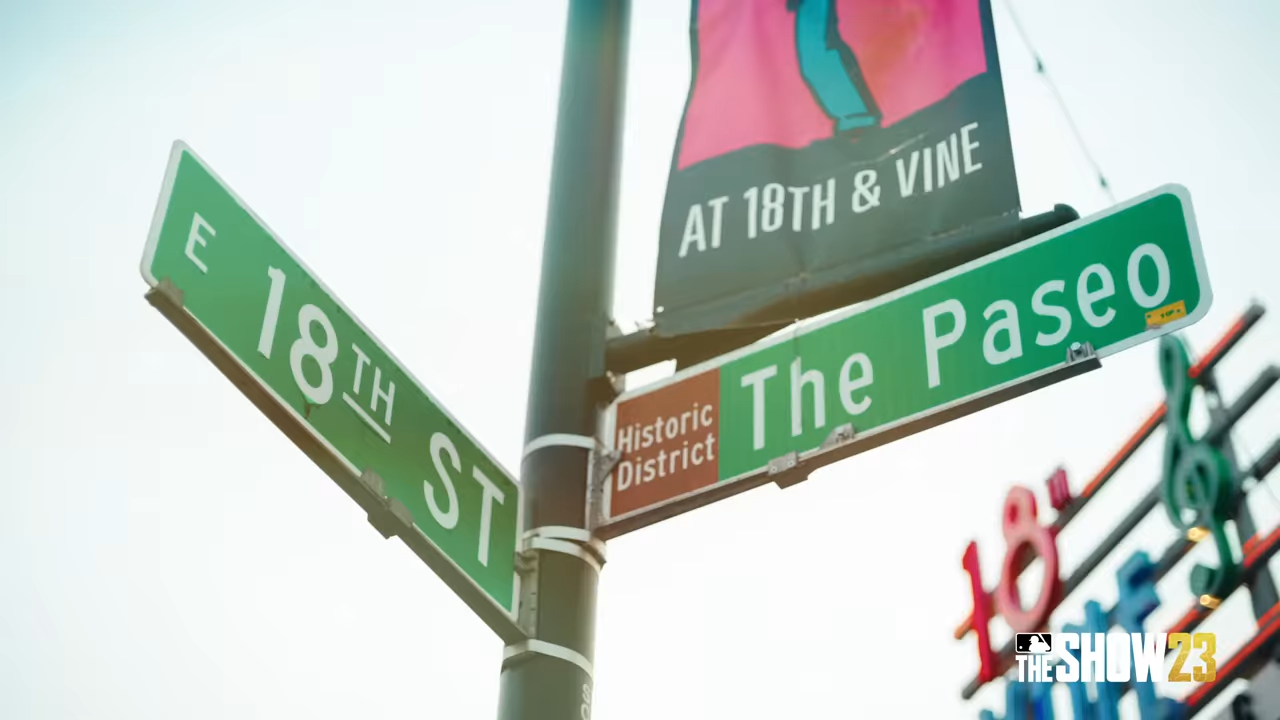 AT 18TH & VINE
E 18TH ST
Historic
District
The Paseo
18TH
THE SHOW 23